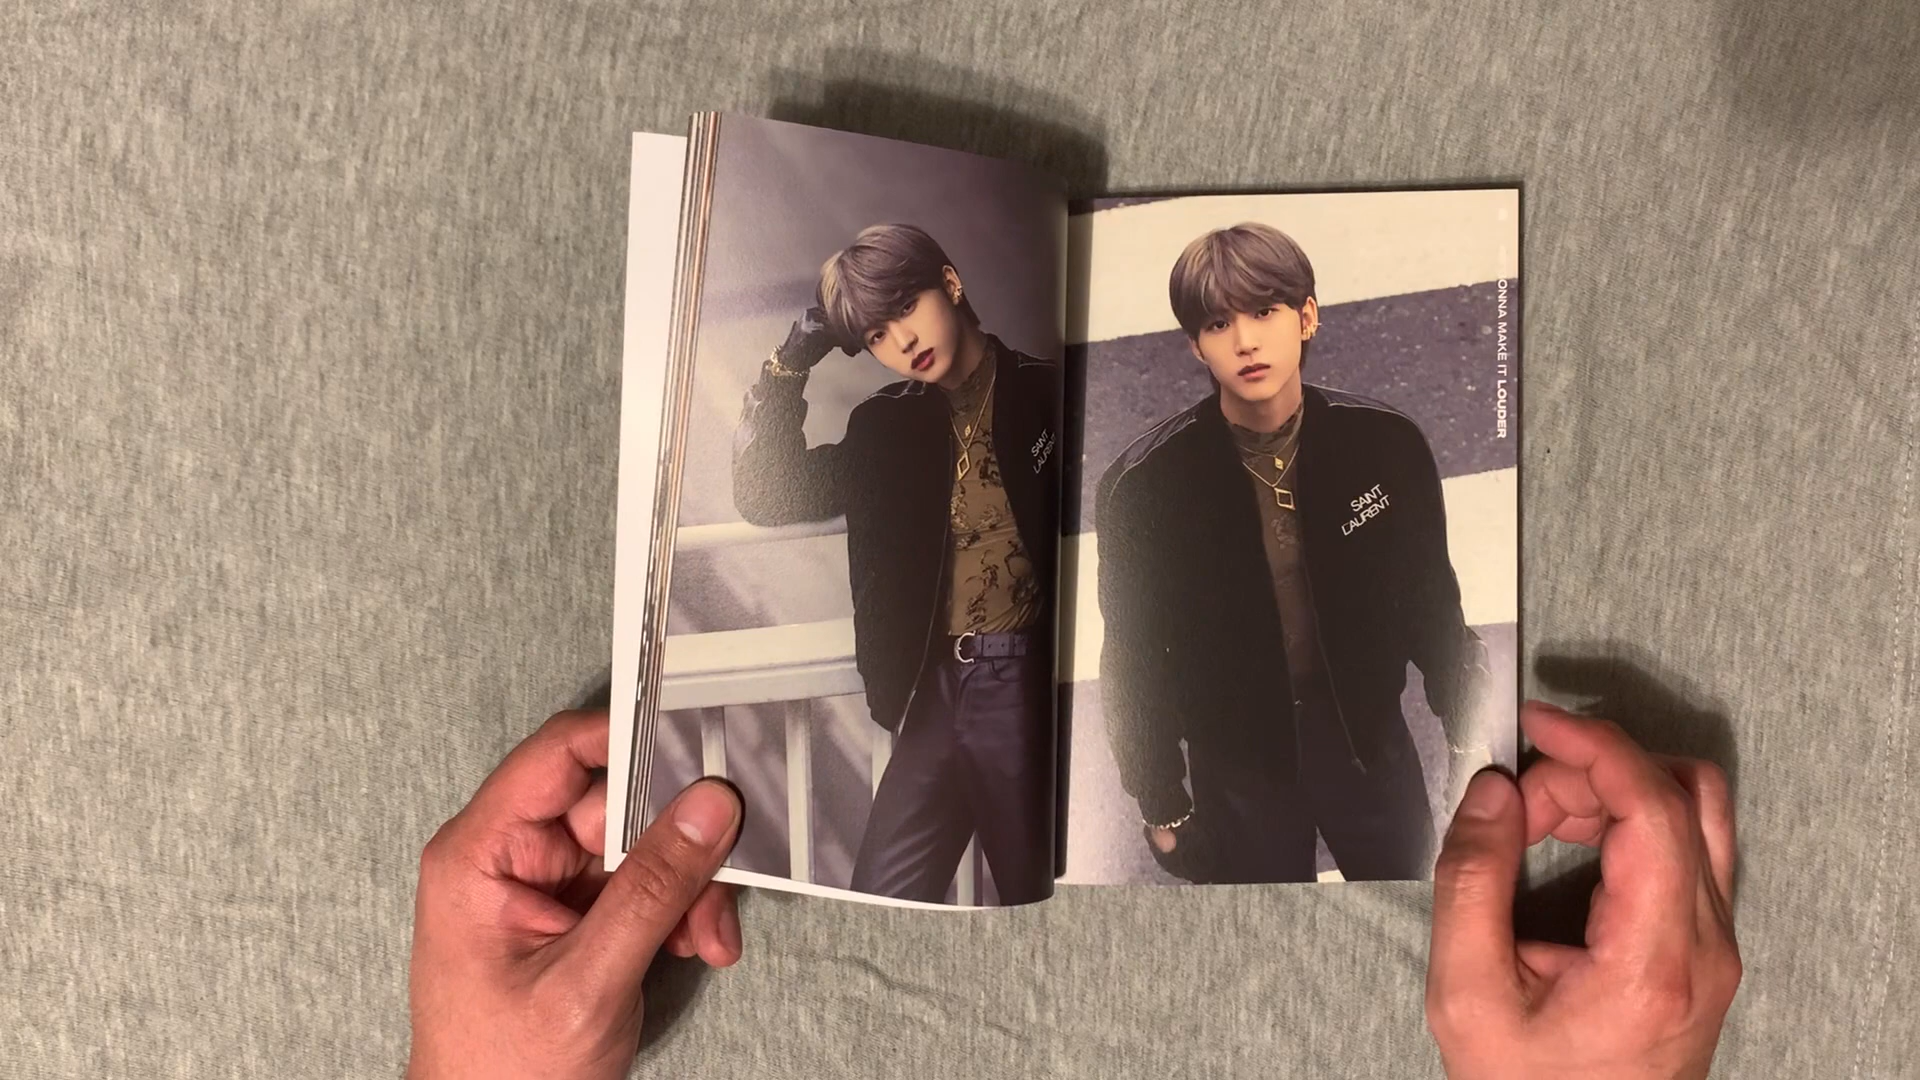 SAINT
LAURENT
ONNA MAKE IT LOUDER
SAINT
LAURENT